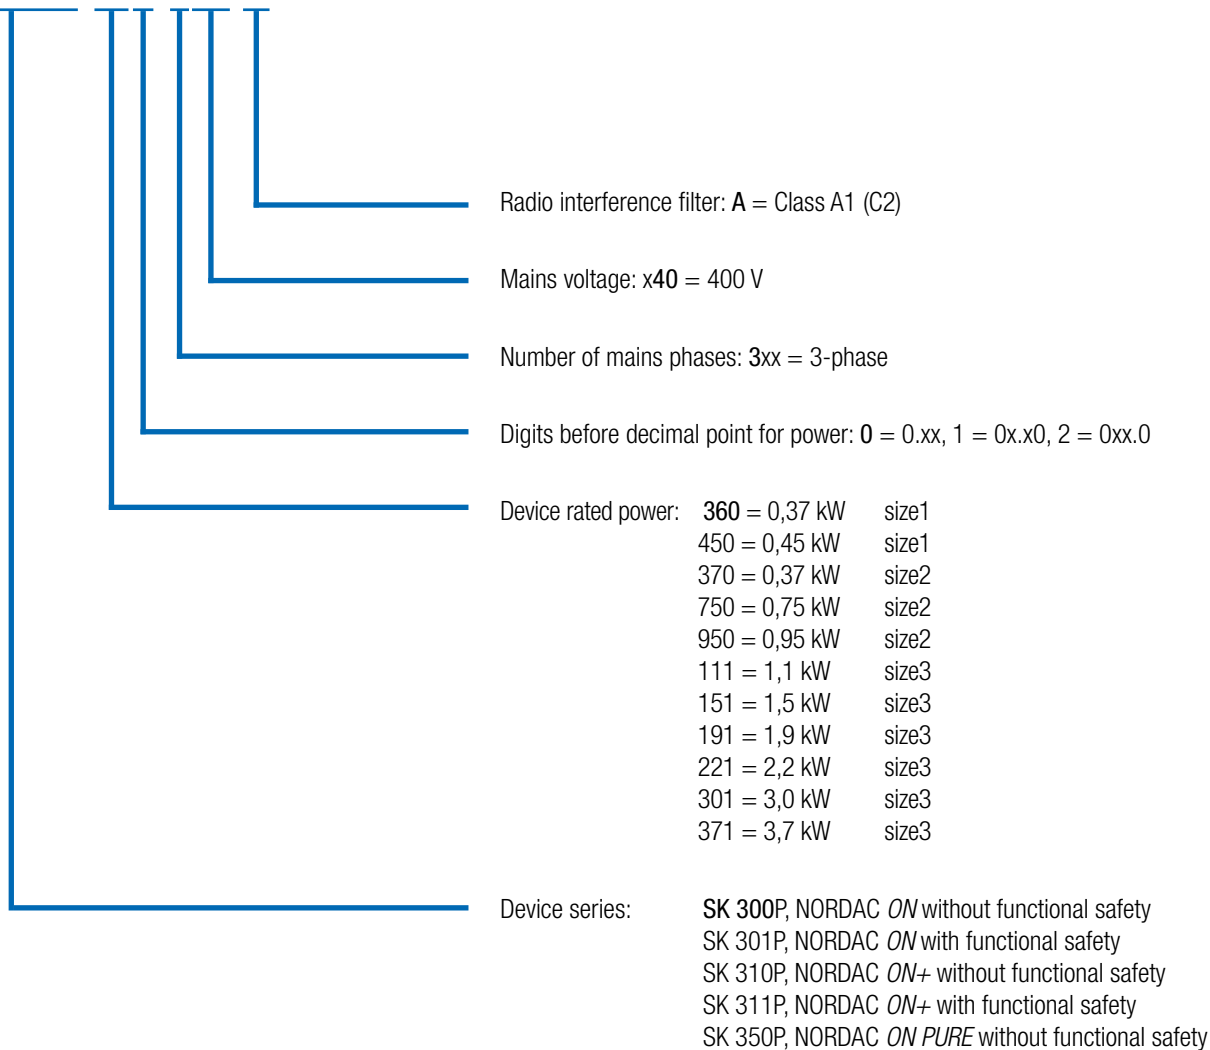 Radio interference filter: A = Class A1 (C2)
Mains voltage: x40 = 400 V
Number of mains phases: 3xx = 3-phase
Digits before decimal point for power: 0 = 0.xx, 1 = 0x.x0, 2 = 0xx.0
Device rated power: 360 = 0,37 kW size1
450 = 0,45 kW size1
370 = 0,37 kW size2
750 = 0,75 kW size2
950 = 0,95 kW size2
111 = 1,1 kW size3
151 = 1,5 kW size3
191 = 1,9 kW size3
221 = 2,2 kW size3
301 = 3,0 kW size3
371 = 3,7 kW size3
Device series: SK 300P, NORDAC ON without functional safety
SK 301P, NORDAC ON with functional safety
SK 310P, NORDAC ON+ without functional safety
SK 311P, NORDAC ON+ with functional safety
SK 350P, NORDAC ON PURE without functional safety